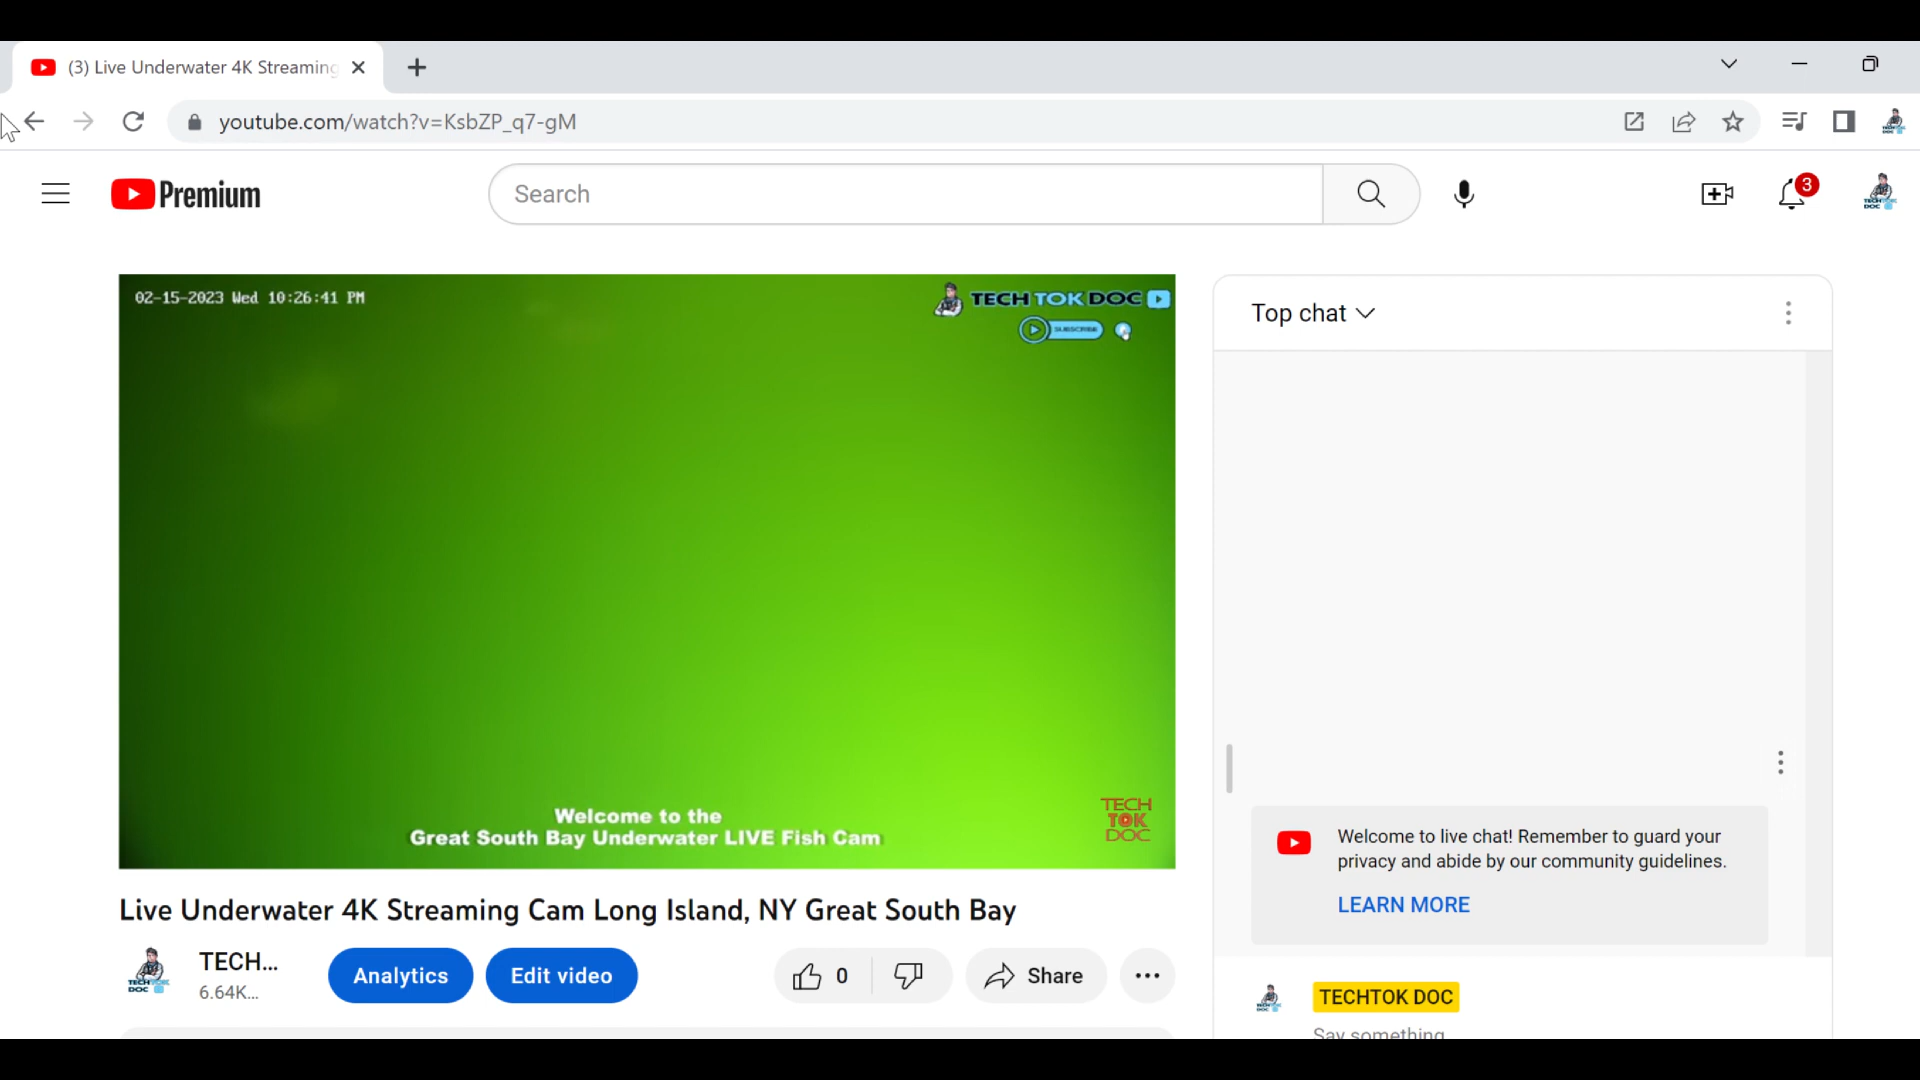 (3) Live Underwater 4K Streaming
youtube.com/watch?v=KsbZP_q7-gM
Premium
Search
3
02-15-2023 Wed 10:26:41 PM
TECH TOK DOC
SUBSCRIBE
Welcome to the
Great South Bay Underwater LIVE Fish Cam
TECH
TOK
DOC
Live Underwater 4K Streaming Cam Long Island, NY Great South Bay
TECH...
6.64K...
Analytics
Edit video
0
Share
Top chat
Welcome to live chat! Remember to guard your
privacy and abide by our community guidelines.
LEARN MORE
TECHTOK DOC
Say something